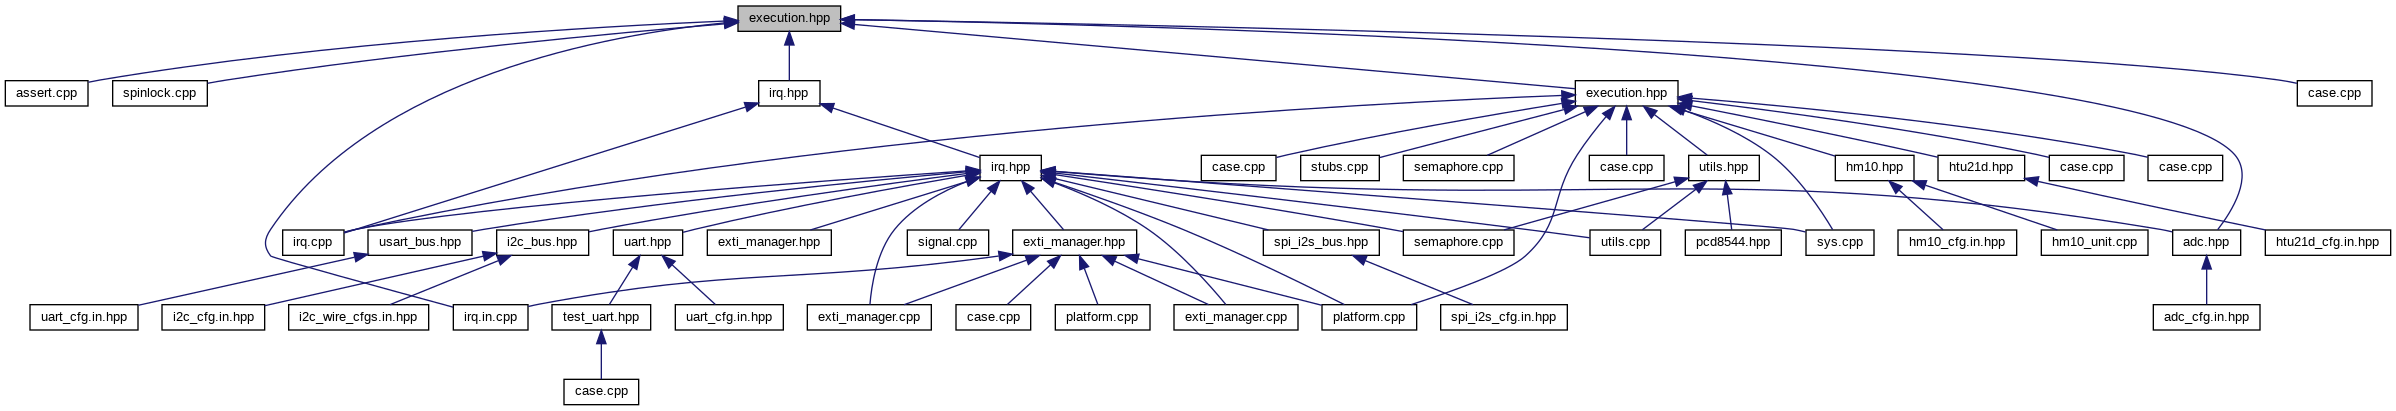 execution.hpp
assert.cpp
spinlock.cpp
irq.hpp
execution.hpp
case.cpp
irq.hpp
case.cpp
stubs.cpp
semaphore.cpp
case.cpp
utils.hpp
hm10.hpp
htu21d.hpp
case.cpp
case.cpp
irq.cpp
usart_bus.hpp
i2c_bus.hpp
uart.hpp
exti_manager.hpp
signal.cpp
exti_manager.hpp
spi_i2s_bus.hpp
semaphore.cpp
utils.cpp
pcd8544.hpp
sys.cpp
hm10_cfg.in.hpp
hm10_unit.cpp
adc.hpp
htu21d_cfg.in.hpp
uart_cfg.in.hpp
i2c_cfg.in.hpp
i2c_wire_cfgs.in.hpp
irq.in.cpp
test_uart.hpp
uart_cfg.in.hpp
exti_manager.cpp
case.cpp
platform.cpp
exti_manager.cpp
platform.cpp
spi_i2s_cfg.in.hpp
adc_cfg.in.hpp
case.cpp